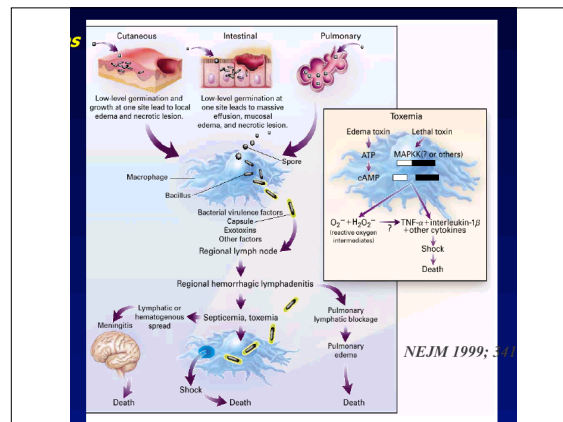 s
Cutaneous
Intestinal
Pulmonary
Low-level germination and
growth at one site lead to local
edema and necrotic lesion.
Low-level germination at
one site leads to massive
effusion, mucosal
edema, and necrotic lesion.
Spore
Macrophage
Bacillus
Bacterial virulence factors
Capsule
Exotoxins
Other factors
Regional lymph node
Regional hemorrhagic lymphadenitis
Lymphatic or
hematogenous
spread
Septicemia, toxemia
Meningitis
Pulmonary
lymphatic blockage
Pulmonary
edema
Shock
Death
Death
Death
Toxemia
Edema toxin
Lethal toxin
ATP
MAPKK(? or others)
cAMP
O₂⁻+H₂O₂⁻
(reactive oxygen
intermediates)
?
TNF-α+interleukin-1β
+other cytokines
Shock
Death
NEJM 1999; 341